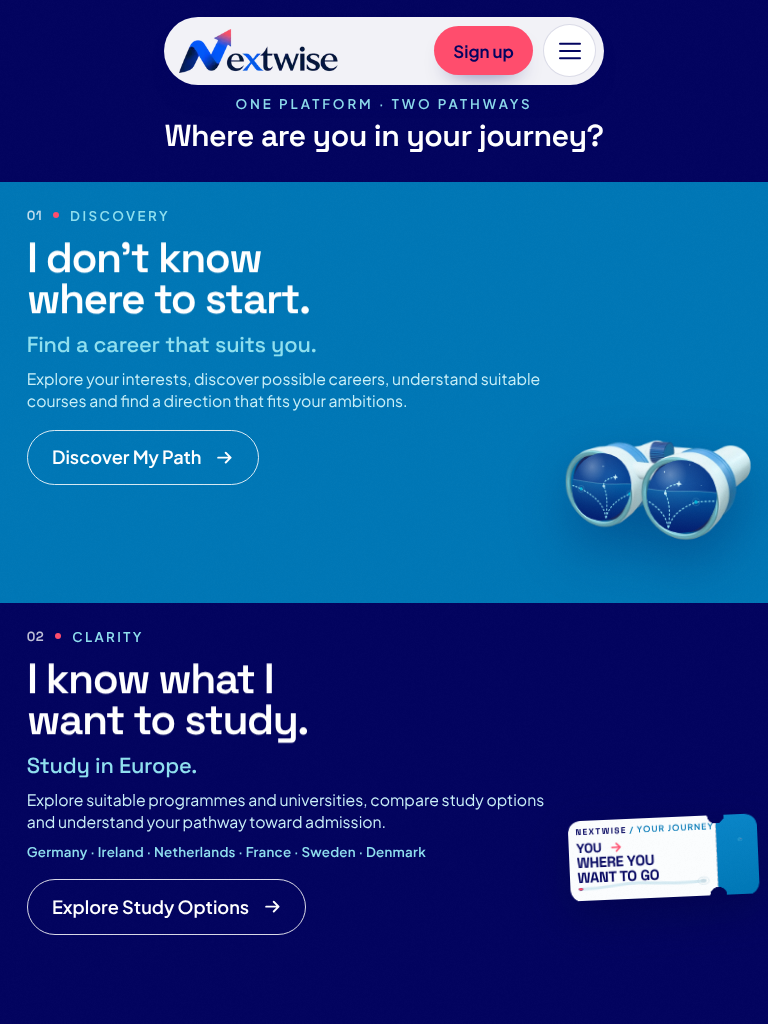 Nextwise
Sign up
ONE PLATFORM · TWO PATHWAYS
Where are you in your journey?
01 • DISCOVERY
I don’t know
where to start.
Find a career that suits you.
Explore your interests, discover possible careers, understand suitable
courses and find a direction that fits your ambitions.
Discover My Path →
02 • CLARITY
I know what I
want to study.
Study in Europe.
Explore suitable programmes and universities, compare study options
and understand your pathway toward admission.
Germany · Ireland · Netherlands · France · Sweden · Denmark
Explore Study Options →
NEXTWISE / YOUR JOURNEY
YOU →
WHERE YOU
WANT TO GO